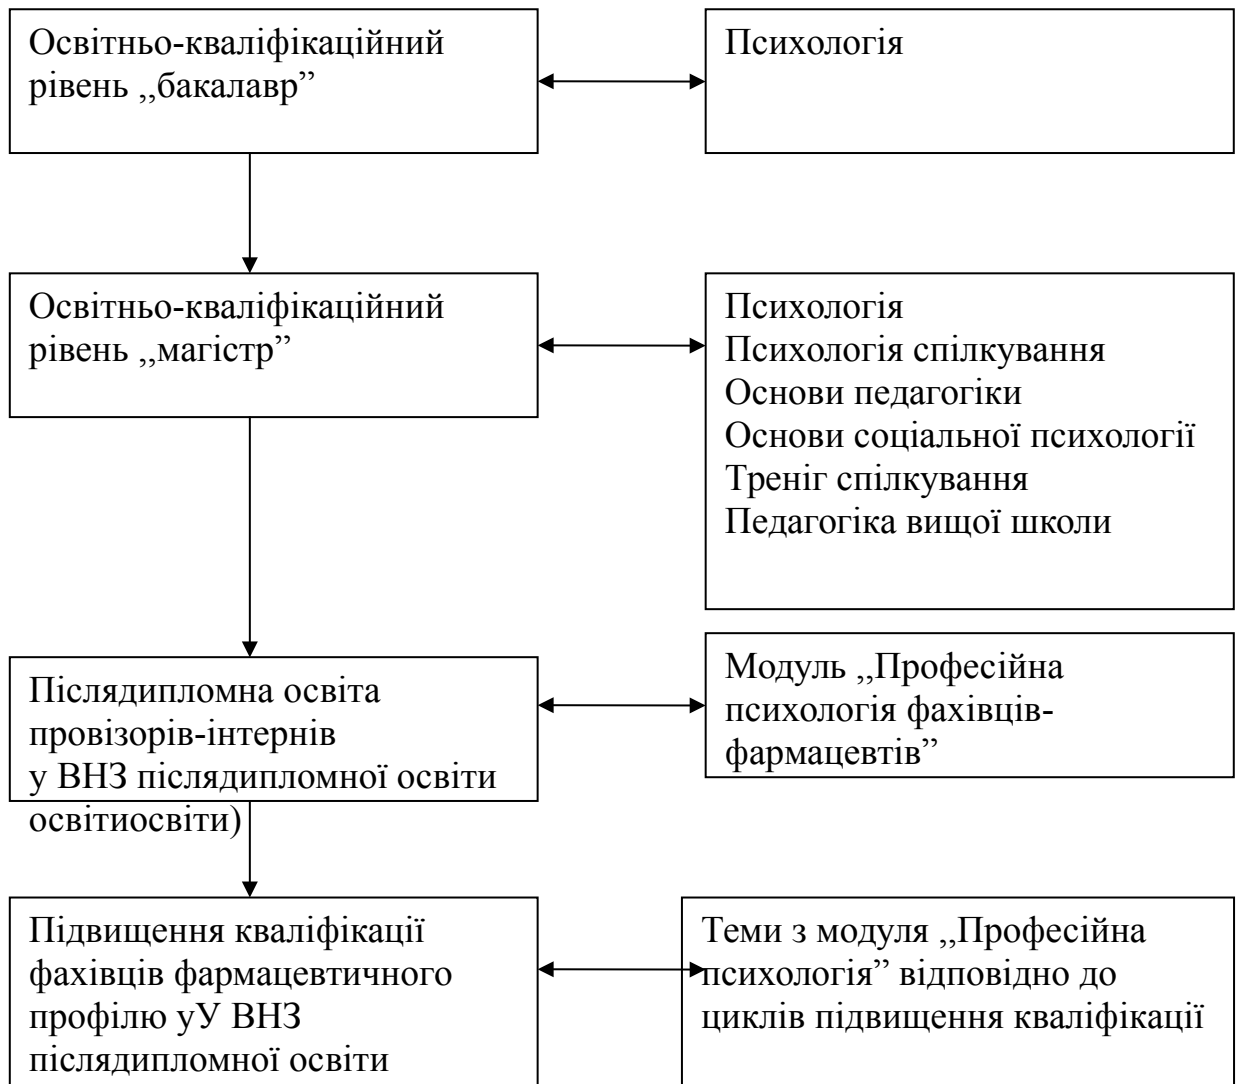 Освітньо-кваліфікаційний
рівень ,,бакалавр”
Психологія
Освітньо-кваліфікаційний
рівень ,,магістр”
Психологія
Психологія спілкування
Основи педагогіки
Основи соціальної психології
Треніг спілкування
Педагогіка вищої школи
Післядипломна освіта
провізорів-інтернів
у ВНЗ післядипломної освіти
освітиосвіти)
Модуль ,,Професійна
психологія фахівців-
фармацевтів”
Підвищення кваліфікації
фахівців фармацевтичного
профілю уУ ВНЗ
післядипломної освіти
Теми з модуля ,,Професійна
психологія” відповідно до
циклів підвищення кваліфікації